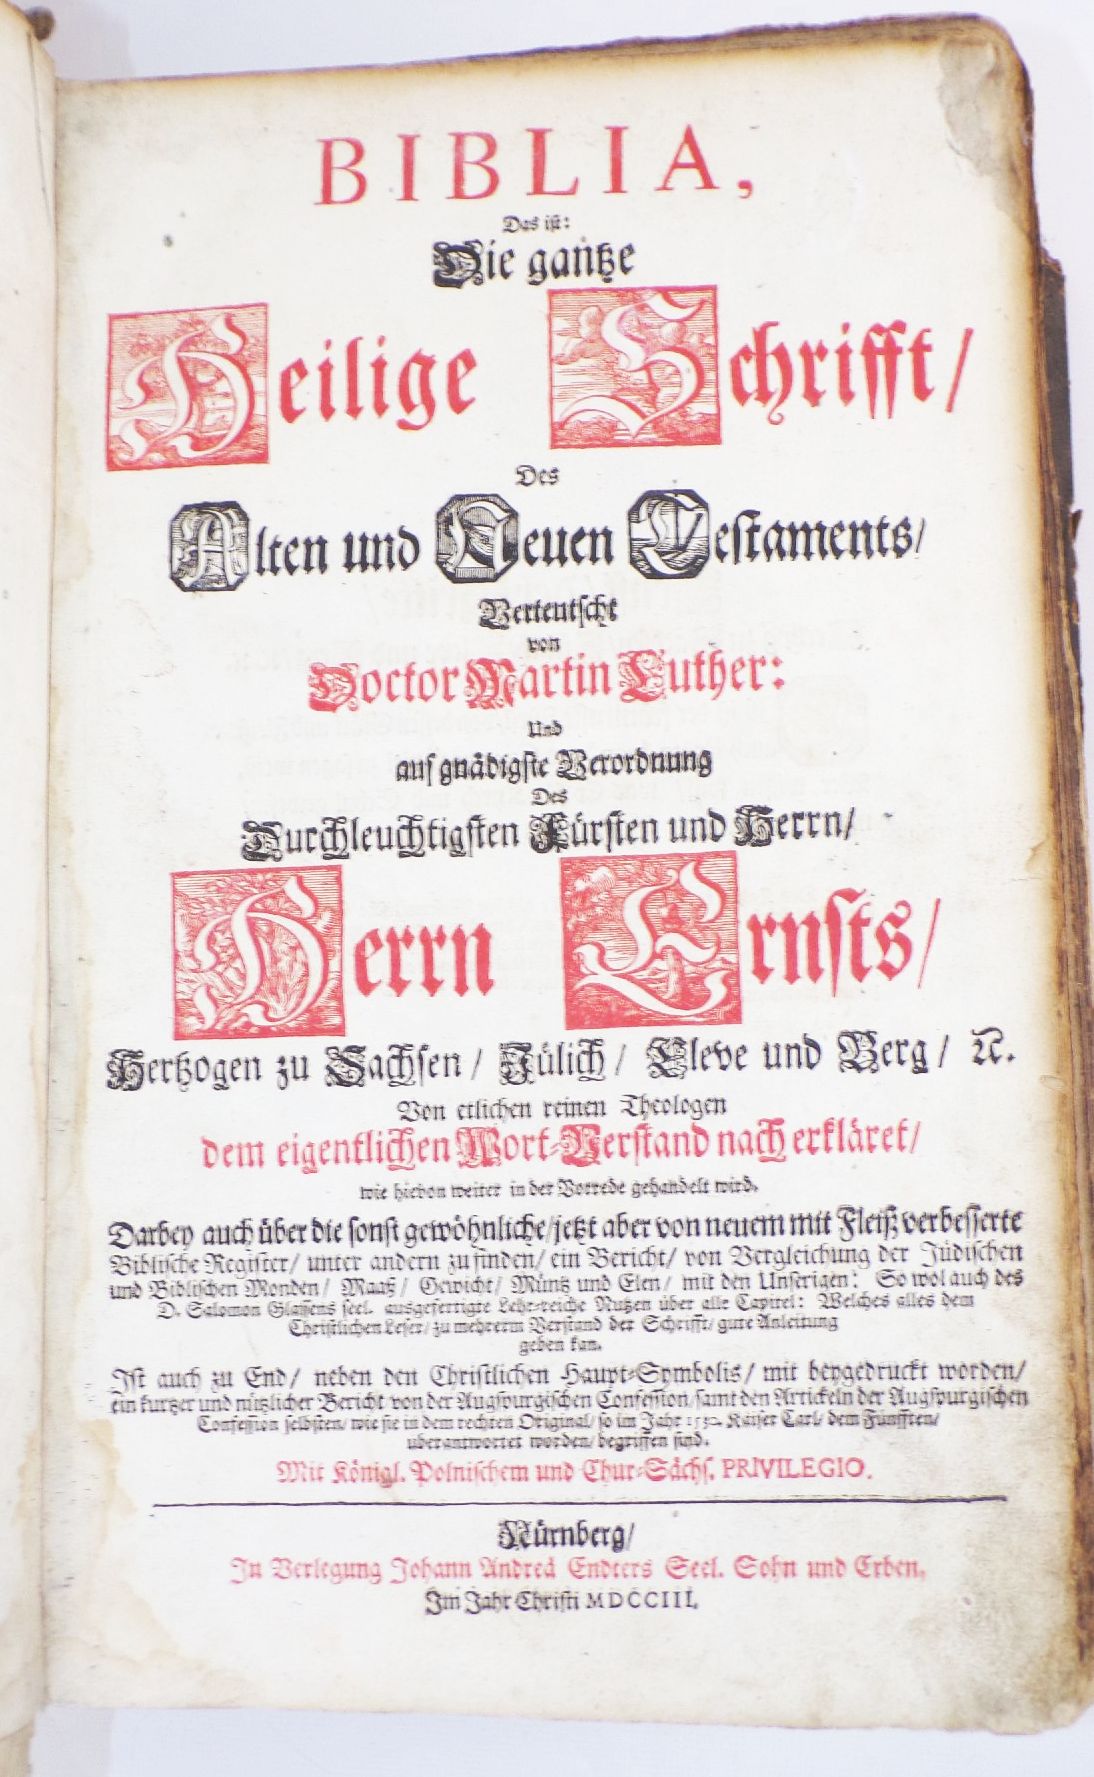 BIBLIA,
Das ist:
Die gantze
Heilige Schrifft/
Des
Alten und Neuen Testaments/
Verteutscht
von
Doctor Martin Luther:
Und
auf gnädigste Verordnung
Des
Durchleuchtigsten Fürsten und Herrn/
Herrn Ernsts/
Hertzogen zu Sachsen/ Jülich/ Cleve und Berg/ ꝛc.
Von etlichen reinen Theologen
dem eigentlichen Wort-Verstand nach erkläret/
wie hievon weiter in der Vorrede gehandelt wird.
Darbey auch über die sonst gewöhnliche/ jetzt aber von neuem mit Fleiß verbesserte
Biblische Register/ unter andern zu finden/ ein Bericht/ von Vergleichung der Jüdischen
und Biblischen Monden/ Maaß/ Gewicht/ Müntz und Elen/ mit den Unserigen: So wol auch des
D. Salomon Glassens seel. ausgefertigte Lehr-reiche Nutzen über alle Capitel: Welches alles dem
Christlichen Leser/ zu mehrerm Verstand der Schrifft/ gute Anleitung
geben kan.
Ist auch zu End/ neben den Christlichen Haupt-Symbolis/ mit beygedruckt worden/
ein kurtzer und nützlicher Bericht von der Augspurgischen Confession/ samt den Artickeln der Augspurgischen
Confession selbsten/ wie sie in dem rechten Original/ so im Jahr 1530. Kaiser Carl/ dem Fünfften/
überantwortet worden/ begriffen sind.
Mit Königl. Polnischem und Chur-Sächs. PRIVILEGIO.
Nürnberg/
In Verlegung Johann Andreä Endters Seel. Sohn und Erben.
Im Jahr Christi MDCCIII.